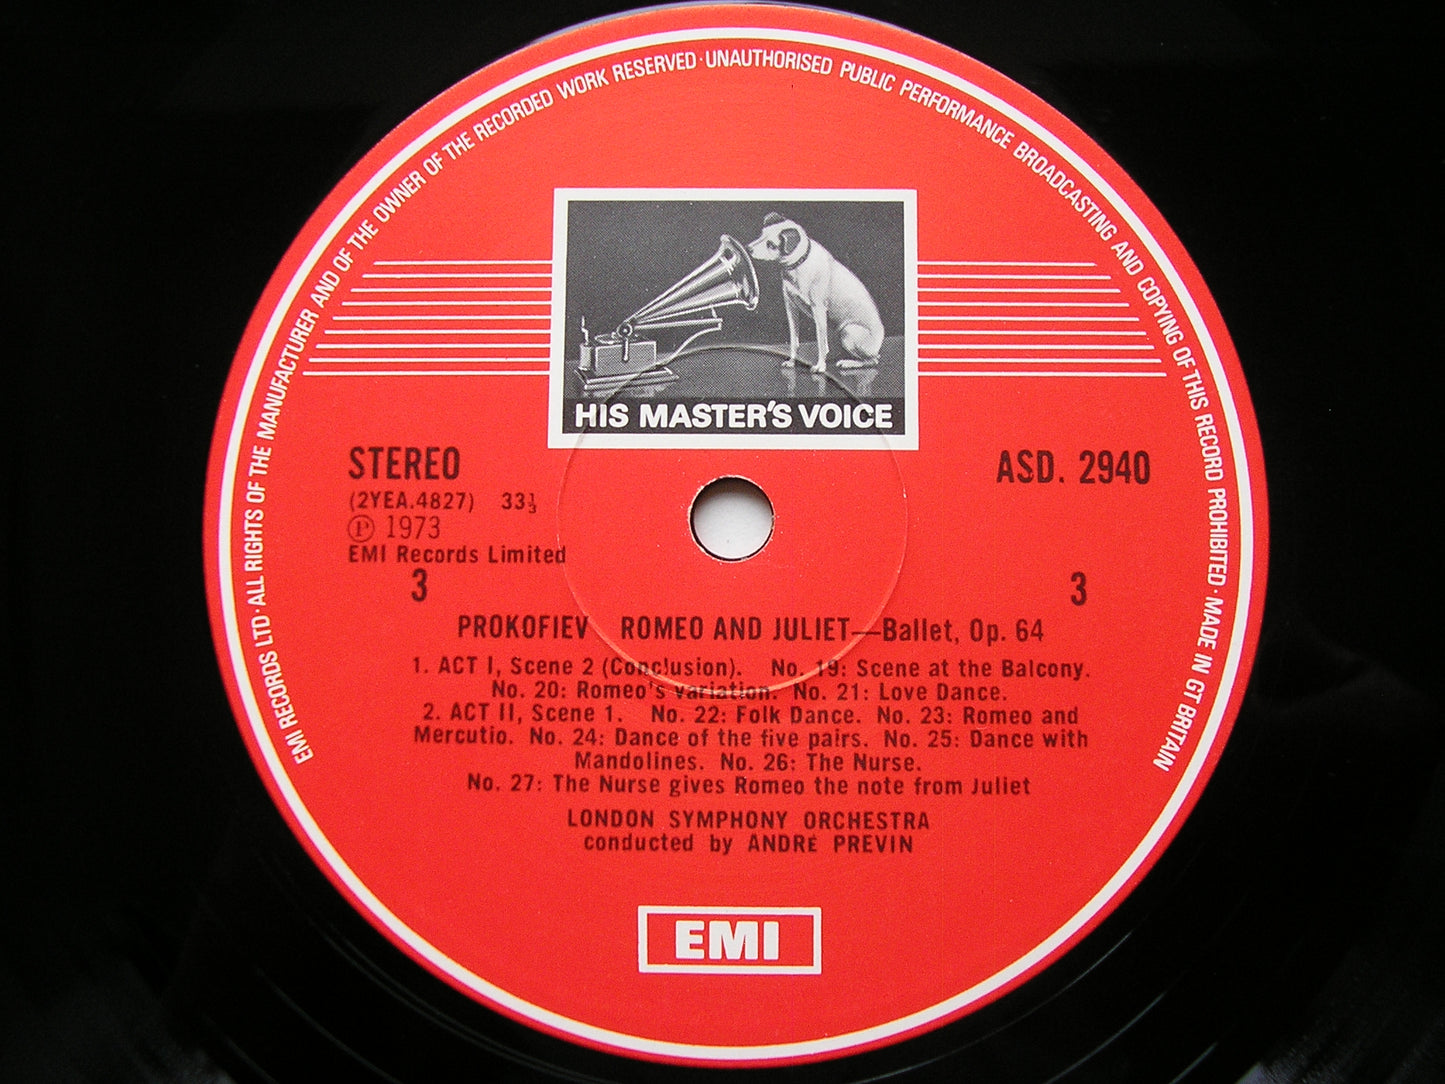 EMI RECORDS LTD · ALL RIGHTS OF THE MANUFACTURER AND OF THE OWNER OF THE RECORDED WORK RESERVED · UNAUTHORISED PUBLIC PERFORMANCE BROADCASTING AND COPYING OF THIS RECORD PROHIBITED · MADE IN GT BRITAIN
HIS MASTER'S VOICE
STEREO
(2YEA.4827) 33⅓
Ⓟ 1973
EMI Records Limited
3
ASD. 2940
3
PROKOFIEV ROMEO AND JULIET—Ballet, Op. 64
1. ACT I, Scene 2 (Conclusion). No. 19: Scene at the Balcony.
No. 20: Romeo's variation. No. 21: Love Dance.
2. ACT II, Scene 1. No. 22: Folk Dance. No. 23: Romeo and
Mercutio. No. 24: Dance of the five pairs. No. 25: Dance with
Mandolines. No. 26: The Nurse.
No. 27: The Nurse gives Romeo the note from Juliet
LONDON SYMPHONY ORCHESTRA
conducted by ANDRÉ PREVIN
EMI